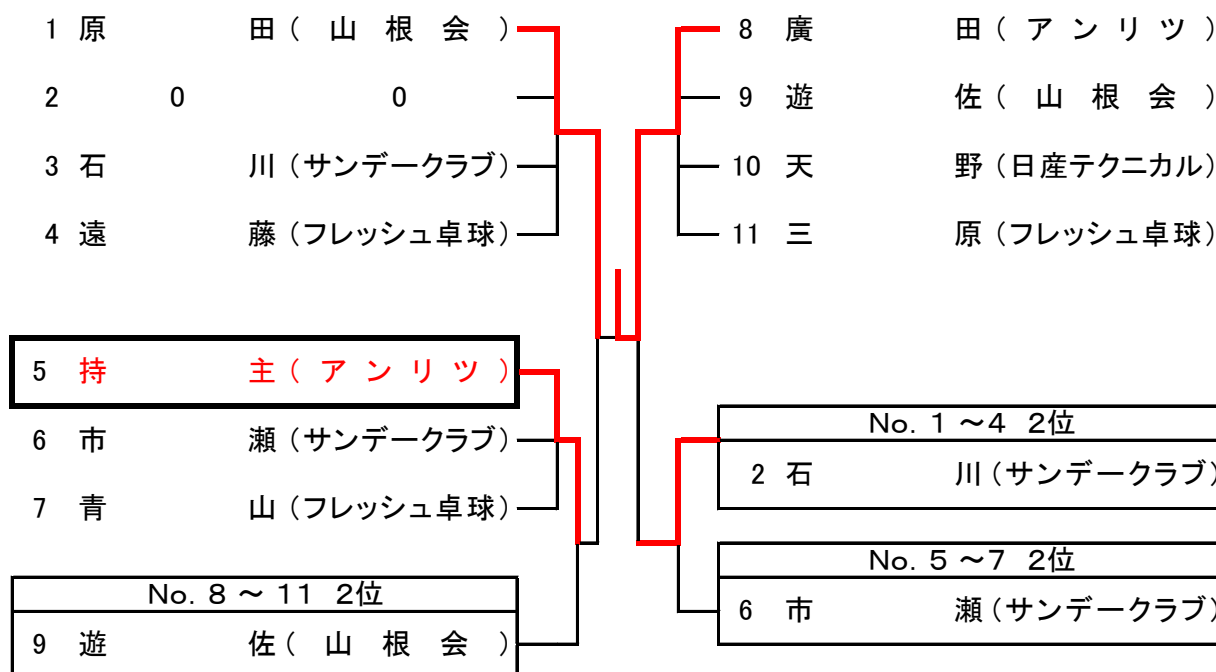 1 原 田 ( 山 根 会 )
2 0 0
3 石 川 (サンデークラブ)
4 遠 藤 (フレッシュ卓球)
5 持 主 ( ア ン リ ツ )
6 市 瀬 (サンデークラブ)
7 青 山 (フレッシュ卓球)
No. 8 ~ 11 2位
9 遊 佐 ( 山 根 会 )
8 廣 田 ( ア ン リ ツ )
9 遊 佐 ( 山 根 会 )
10 天 野 (日産テクニカル)
11 三 原 (フレッシュ卓球)
No. 1 ~4 2位
2 石 川 (サンデークラブ)
No. 5 ~7 2位
6 市 瀬 (サンデークラブ)